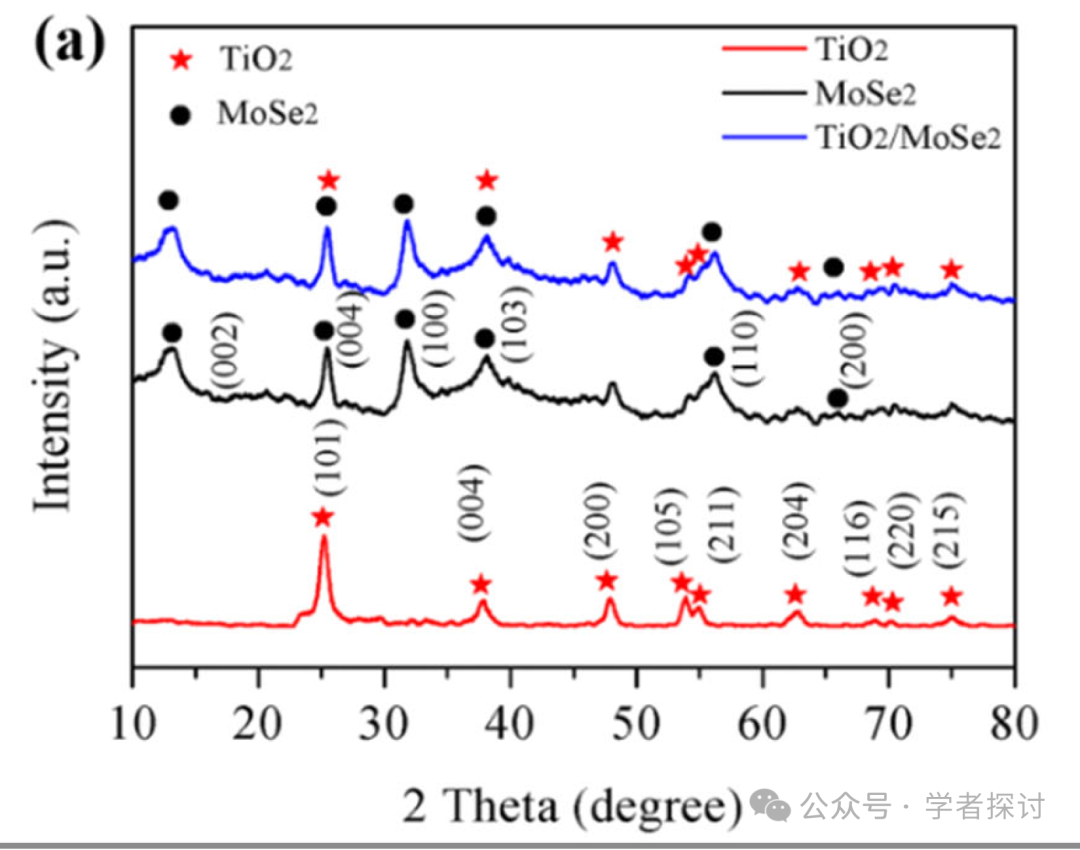 (a)
TiO2
MoSe2
TiO2
MoSe2
TiO2/MoSe2
Intensity (a.u.)
(002)
(004)
(100)
(103)
(110)
(200)
(101)
(004)
(200)
(105)
(211)
(204)
(116)
(220)
(215)
10 20 30 40 50 60 70 80
2 Theta (degree)
公众号 · 学者探讨